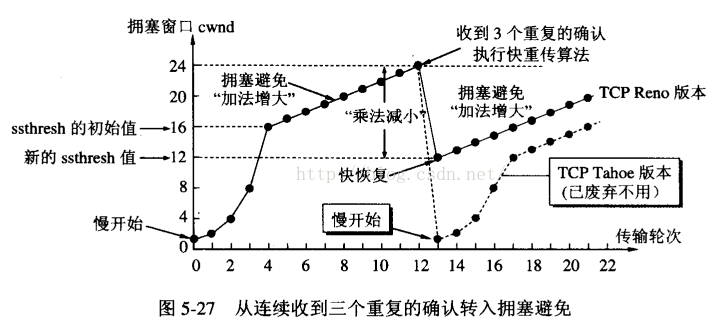 拥塞窗口 cwnd
收到 3 个重复的确认
执行快重传算法
24
20
16
12
8
4
0
拥塞避免
“加法增大”
“乘法减小”
拥塞避免
“加法增大”
TCP Reno 版本
ssthresh 的初始值
新的 ssthresh 值
慢开始
快恢复
慢开始
TCP Tahoe 版本
(已废弃不用)
传输轮次
0 2 4 6 8 10 12 13 14 16 18 20 22
图 5-27 从连续收到三个重复的确认转入拥塞避免